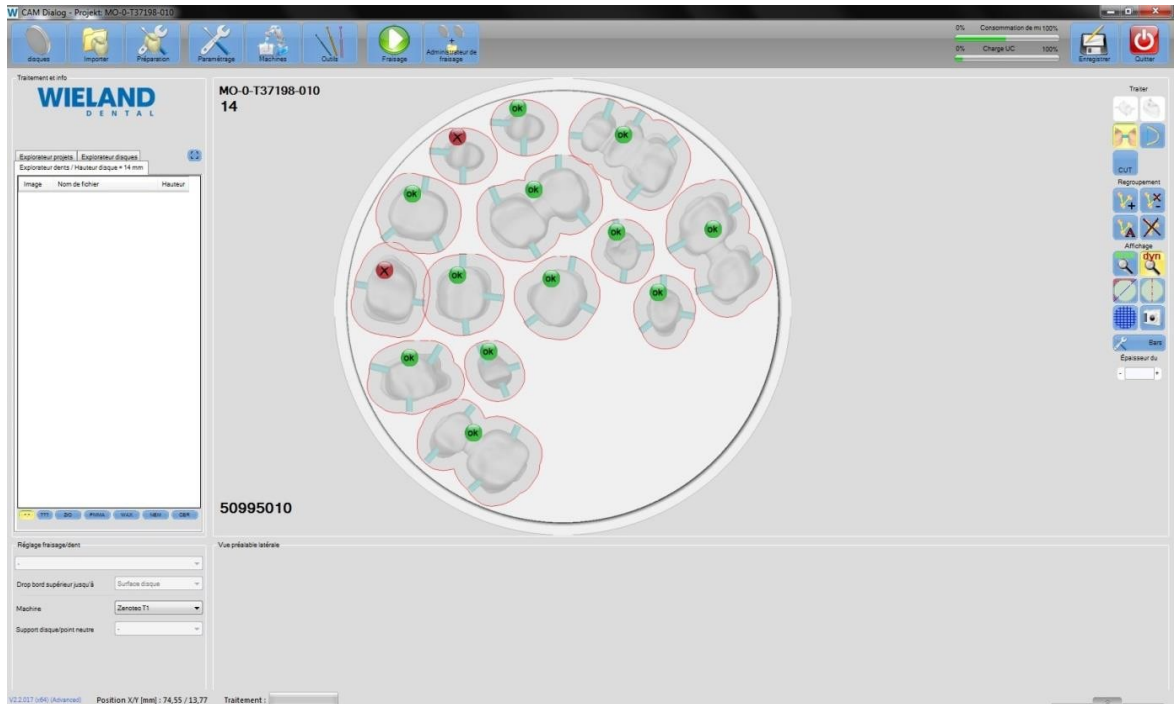 CAM Dialog - Projekt: MO-0-T37198-010
disques
Importer
Préparation
Paramétrage
Machines
Outils
Fraisage
Administrateur de fraisage
0% Consommation de mi 100%
0% Charge UC 100%
Enregistrer
Quitter
Traitement et info
WIELAND
DENTAL
Explorateur projets
Explorateur disques
Explorateur dents / Hauteur disque = 14 mm
Image Nom de fichier Hauteur
MO-0-T37198-010
14
ok
ok
ok
ok
ok
ok
ok
ok
ok
ok
ok
ok
50995010
???
ZIO
PMMA
WAX
NEM
CER
Traiter
CUT
Regroupement
A
Affichage
dyn
Bars
Épaisseur du
- +
Réglage fraisage/dent
-
Drop bord supérieur jusqu'à
Surface disque
Machine
Zenotec T1
Support disque/point neutre
-
Vue préalable latérale
V2.2.017 (x64) (Advanced)
Position X/Y [mm] : 74,55 / 13,77
Traitement :